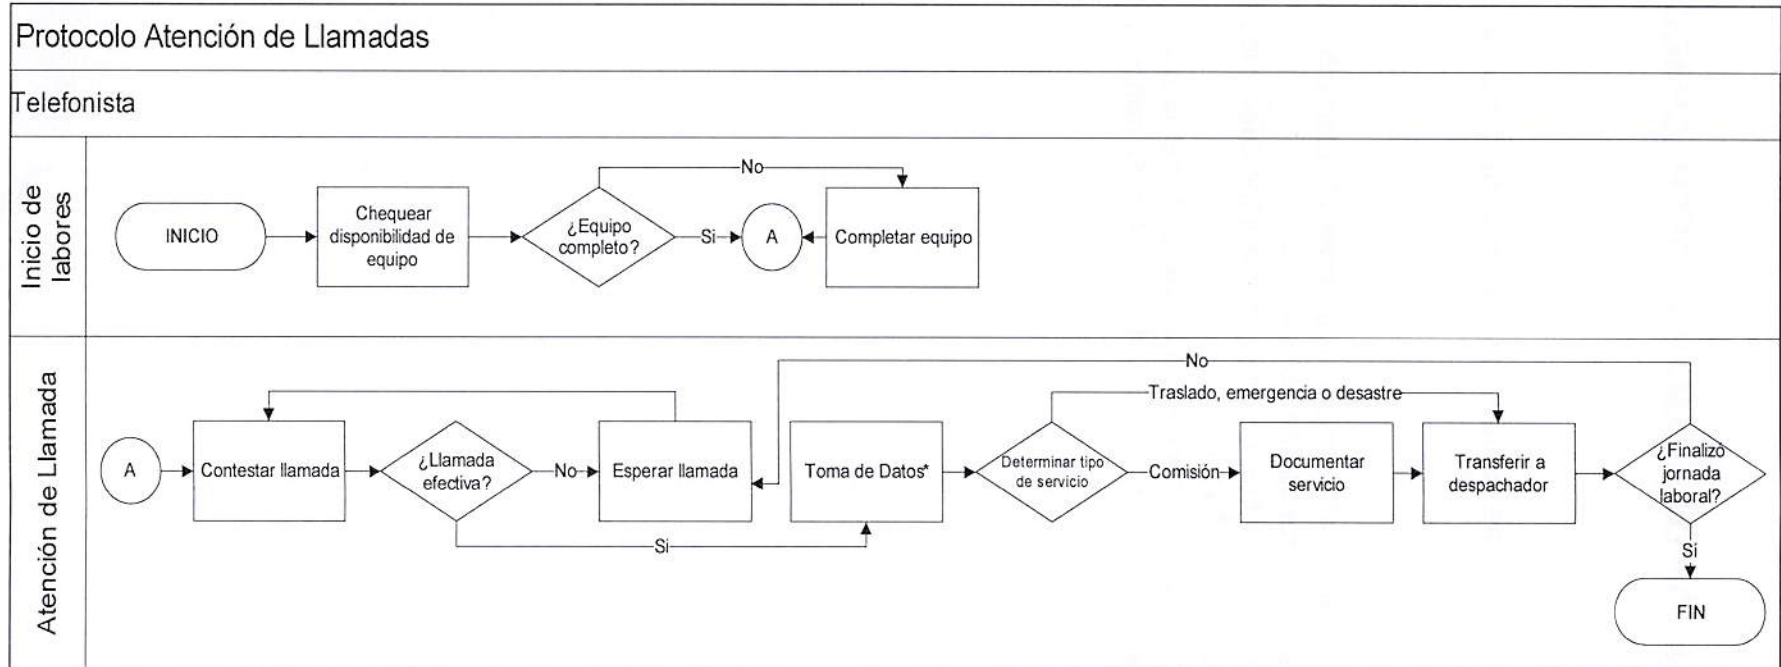 Protocolo Atención de Llamadas
Telefonista
Inicio de
labores
INICIO
Chequear
disponibilidad de
equipo
¿Equipo
completo?
No
Si
A
Completar equipo
Atención de Llamada
A
Contestar llamada
¿Llamada
efectiva?
No
Si
Esperar llamada
Toma de Datos*
Determinar tipo
de servicio
Traslado, emergencia o desastre
Comisión
Documentar
servicio
Transferir a
despachador
¿Finalizó
jornada
laboral?
No
Si
FIN